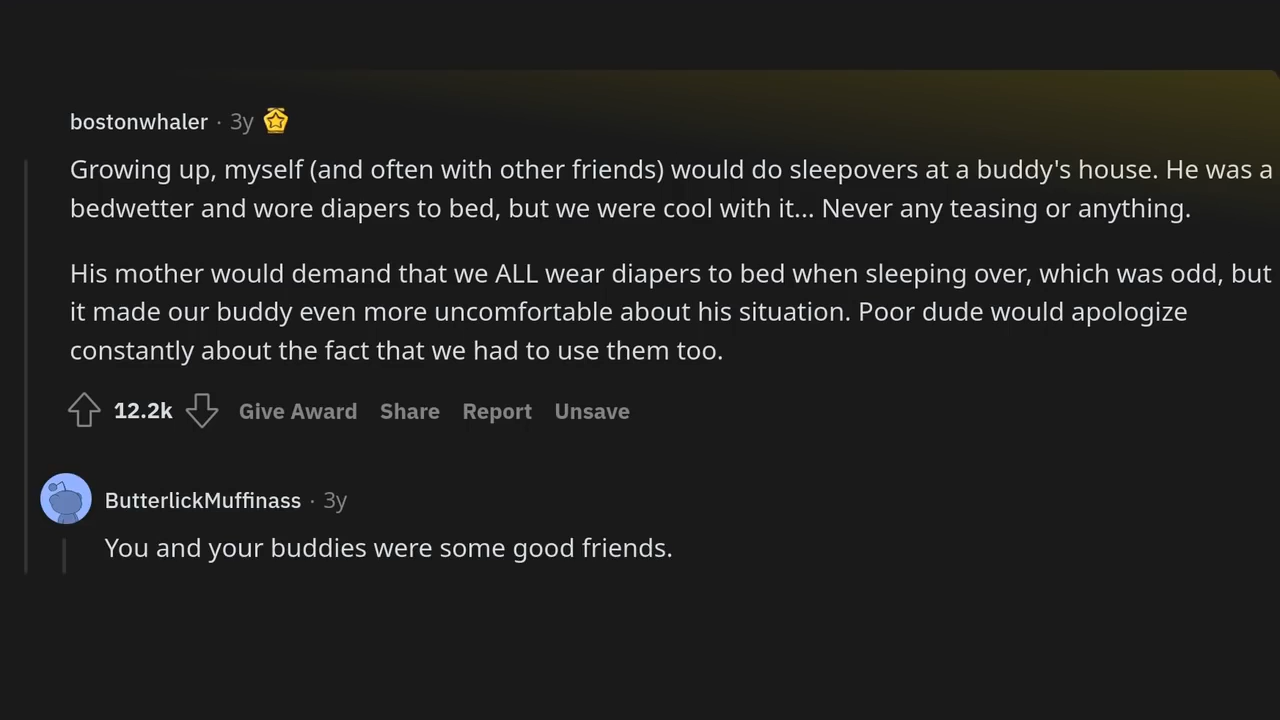 bostonwhaler · 3y
Growing up, myself (and often with other friends) would do sleepovers at a buddy's house. He was a
bedwetter and wore diapers to bed, but we were cool with it... Never any teasing or anything.
His mother would demand that we ALL wear diapers to bed when sleeping over, which was odd, but
it made our buddy even more uncomfortable about his situation. Poor dude would apologize
constantly about the fact that we had to use them too.
12.2k Give Award Share Report Unsave
ButterlickMuffinass · 3y
You and your buddies were some good friends.